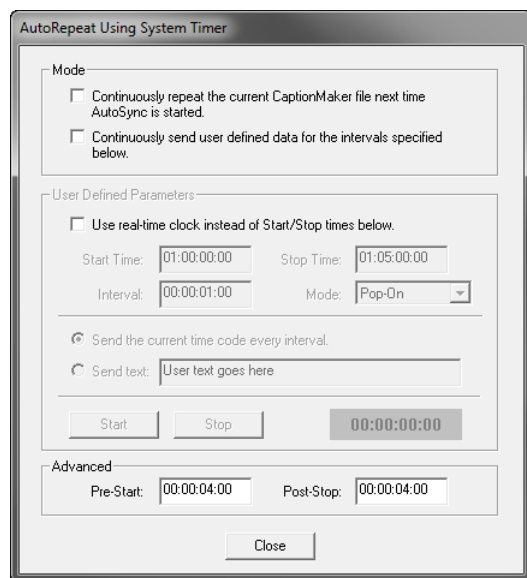 AutoRepeat Using System Timer
Mode
Continuously repeat the current CaptionMaker file next time
AutoSync is started.
Continuously send user defined data for the intervals specified
below.
User Defined Parameters
Use real-time clock instead of Start/Stop times below.
Start Time: 01:00:00:00 Stop Time: 01:05:00:00
Interval: 00:00:01:00 Mode: Pop-On
Send the current time code every interval.
Send text: User text goes here
Start Stop 00:00:00:00
Advanced
Pre-Start: 00:00:04:00 Post-Stop: 00:00:04:00
Close